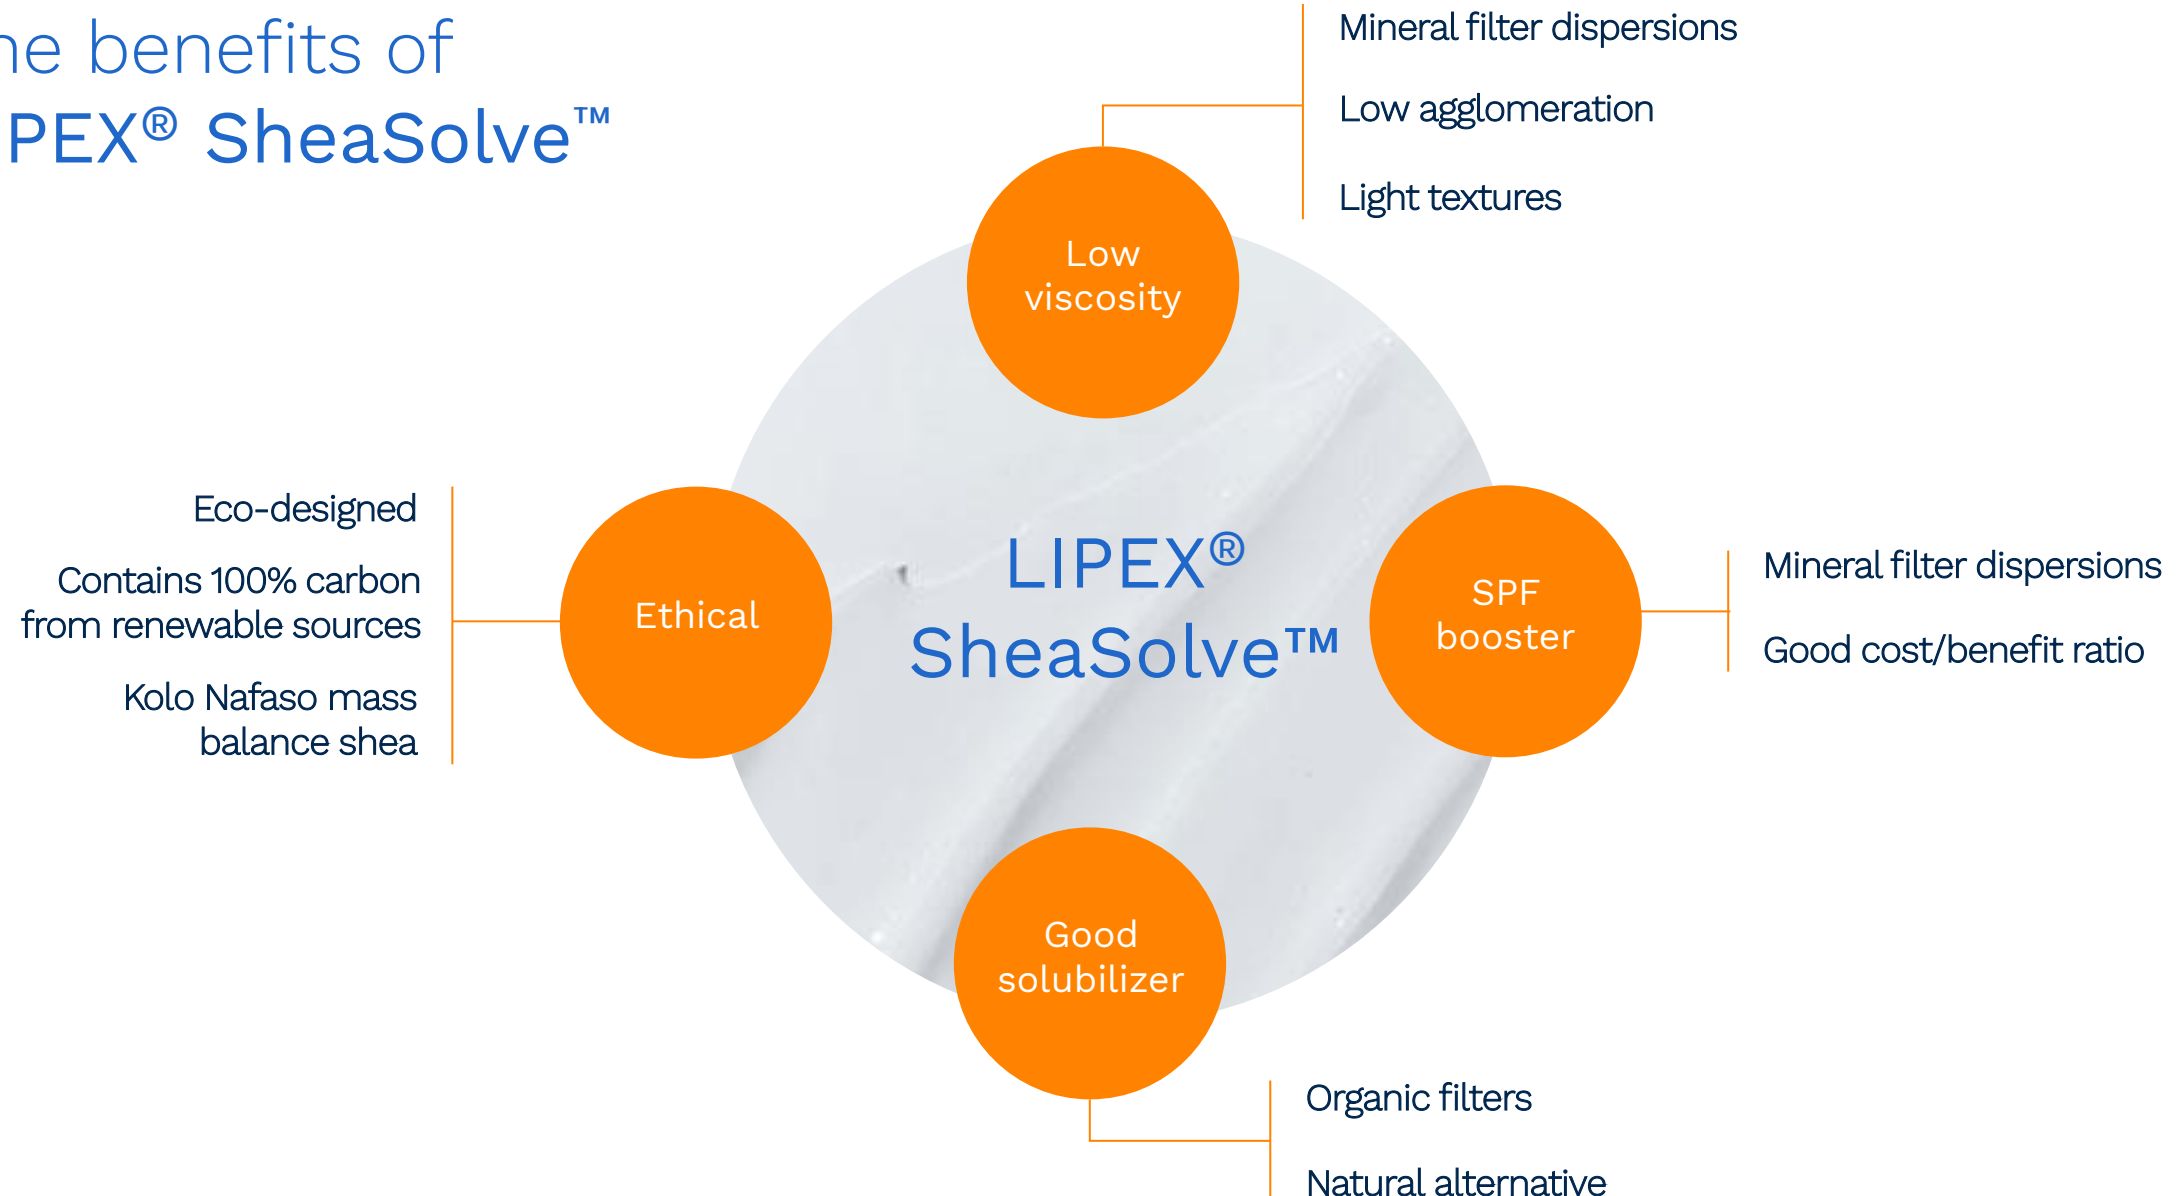 he benefits of
PEX® SheaSolve™
Mineral filter dispersions
Low agglomeration
Light textures
Low
viscosity
Eco-designed
Contains 100% carbon
from renewable sources
Kolo Nafaso mass
balance shea
Ethical
LIPEX®
SheaSolve™
SPF
booster
Mineral filter dispersions
Good cost/benefit ratio
Good
solubilizer
Organic filters
Natural alternative